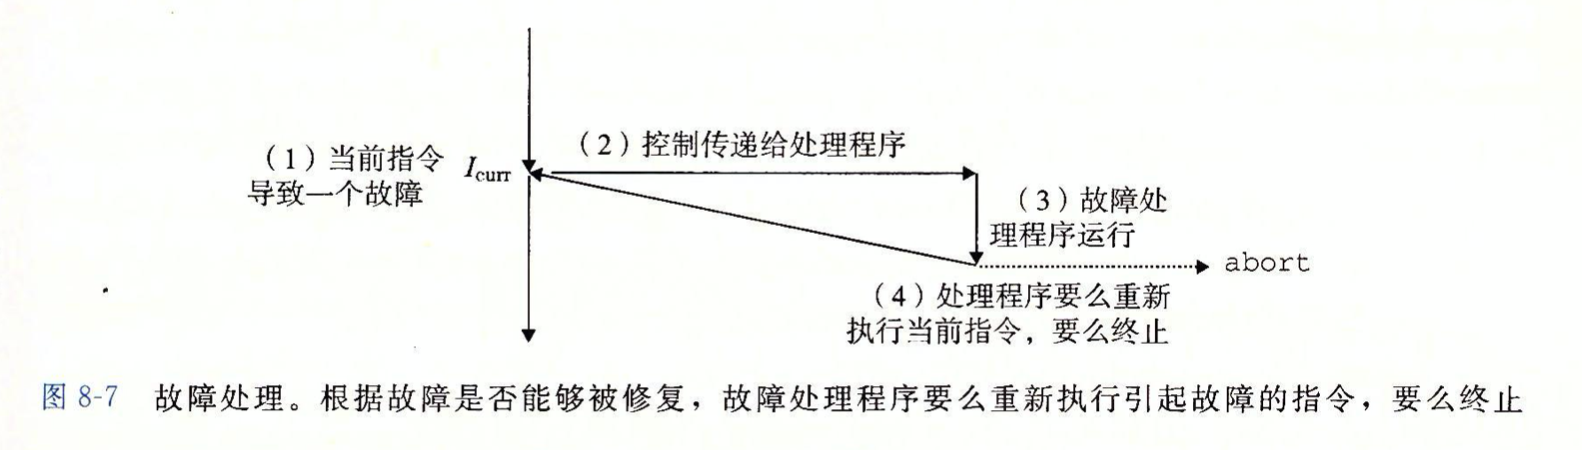 （2）控制传递给处理程序
（1）当前指令
导致一个故障
Icurr
（3）故障处
理程序运行
abort
（4）处理程序要么重新
执行当前指令，要么终止
图 8-7 故障处理。根据故障是否能够被修复，故障处理程序要么重新执行引起故障的指令，要么终止